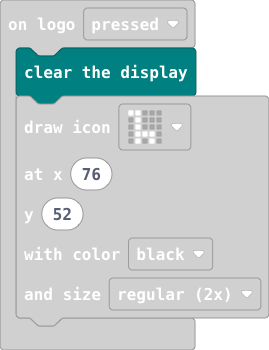 on logo pressed
clear the display
draw icon
at x 76
y 52
with color black
and size regular (2x)